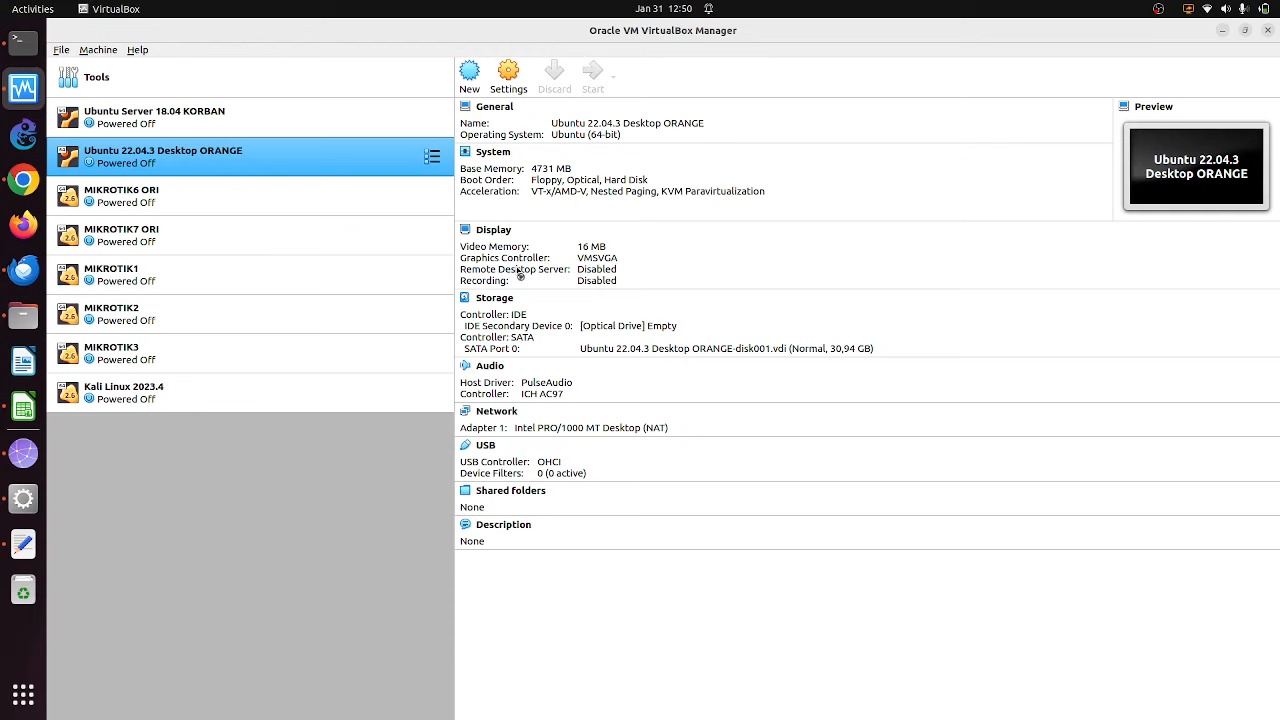 Activities VirtualBox Jan 31 12:50
Oracle VM VirtualBox Manager
File Machine Help
Tools
New Settings Discard Start
Ubuntu Server 18.04 KORBAN
Powered Off
Ubuntu 22.04.3 Desktop ORANGE
Powered Off
MIKROTIK6 ORI
Powered Off
MIKROTIK7 ORI
Powered Off
MIKROTIK1
Powered Off
MIKROTIK2
Powered Off
MIKROTIK3
Powered Off
Kali Linux 2023.4
Powered Off
General
Name: Ubuntu 22.04.3 Desktop ORANGE
Operating System: Ubuntu (64-bit)
System
Base Memory: 4731 MB
Boot Order: Floppy, Optical, Hard Disk
Acceleration: VT-x/AMD-V, Nested Paging, KVM Paravirtualization
Display
Video Memory: 16 MB
Graphics Controller: VMSVGA
Remote Desktop Server: Disabled
Recording: Disabled
Storage
Controller: IDE
IDE Secondary Device 0: [Optical Drive] Empty
Controller: SATA
SATA Port 0: Ubuntu 22.04.3 Desktop ORANGE-disk001.vdi (Normal, 30,94 GB)
Audio
Host Driver: PulseAudio
Controller: ICH AC97
Network
Adapter 1: Intel PRO/1000 MT Desktop (NAT)
USB
USB Controller: OHCI
Device Filters: 0 (0 active)
Shared folders
None
Description
None
Preview
Ubuntu 22.04.3
Desktop ORANGE